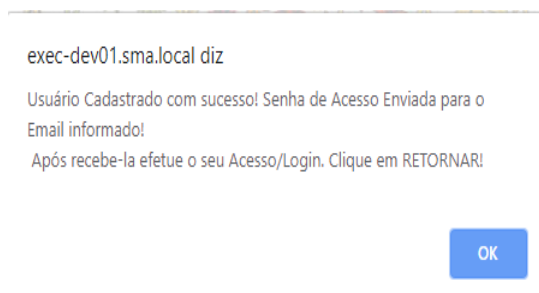 exec-dev01.sma.local diz
Usuário Cadastrado com sucesso! Senha de Acesso Enviada para o
Email informado!
Após recebe-la efetue o seu Acesso/Login. Clique em RETORNAR!
OK